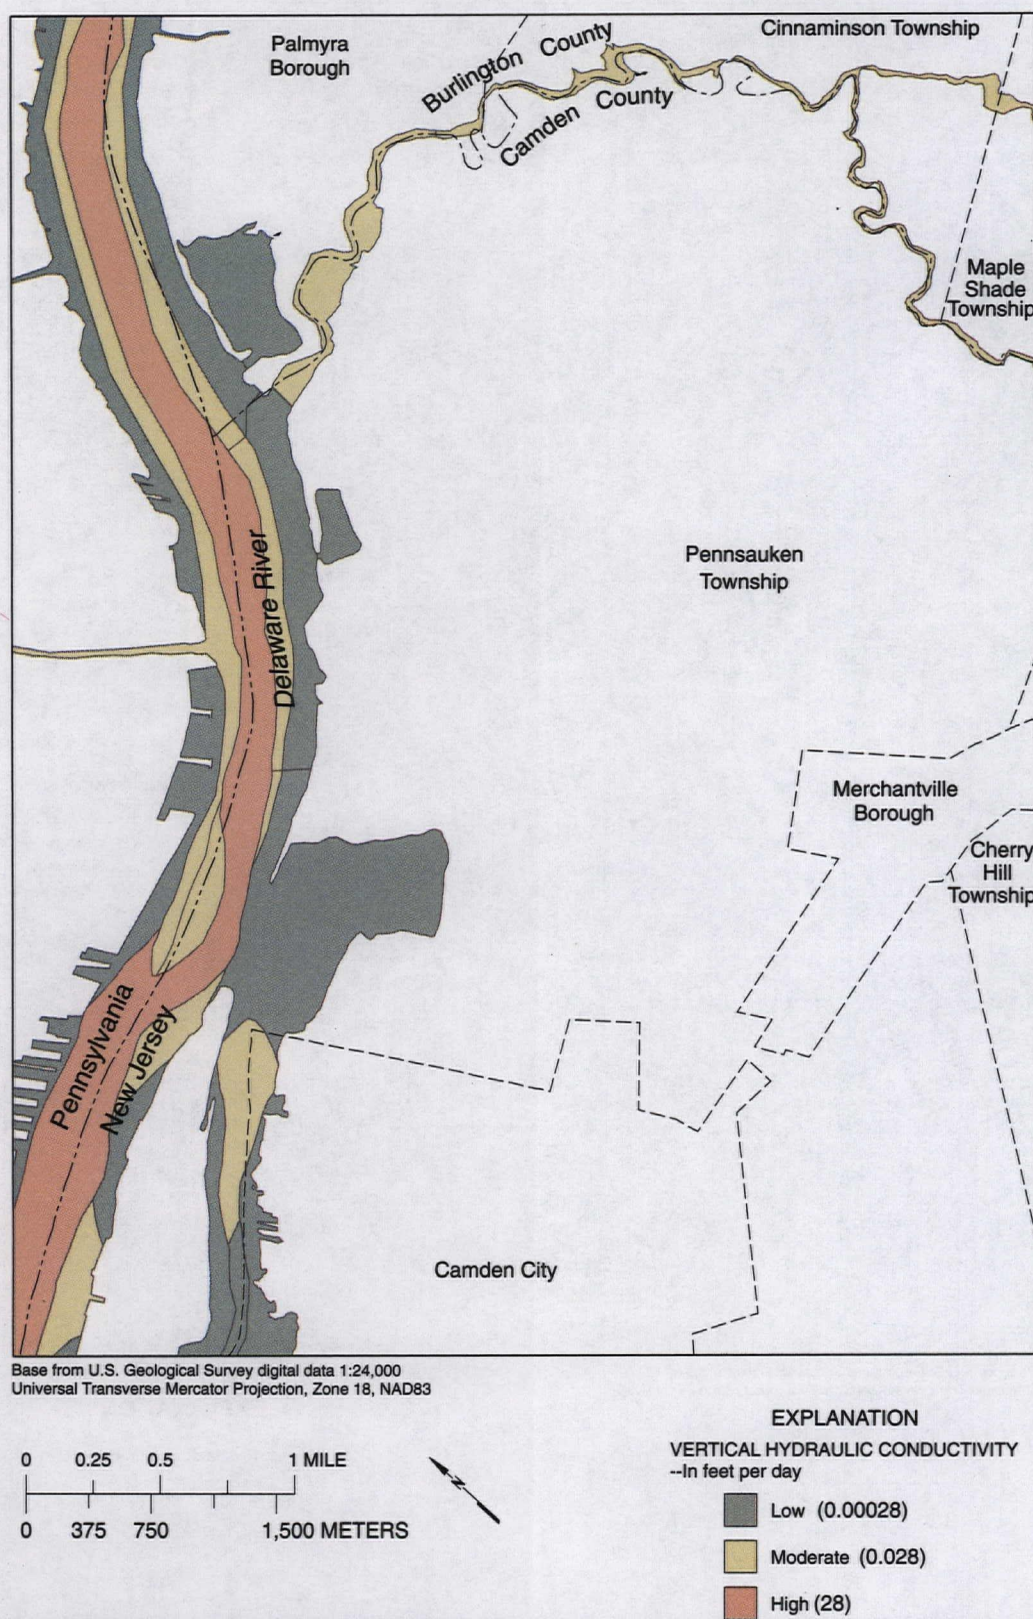 Palmyra
Borough
Burlington County
Camden County
Cinnaminson Township
Maple
Shade
Township
Delaware River
Pennsauken
Township
Merchantville
Borough
Cherry
Hill
Township
Pennsylvania
New Jersey
Camden City
Base from U.S. Geological Survey digital data 1:24,000
Universal Transverse Mercator Projection, Zone 18, NAD83
0 0.25 0.5 1 MILE
0 375 750 1,500 METERS
N
EXPLANATION
VERTICAL HYDRAULIC CONDUCTIVITY
--In feet per day
Low (0.00028)
Moderate (0.028)
High (28)